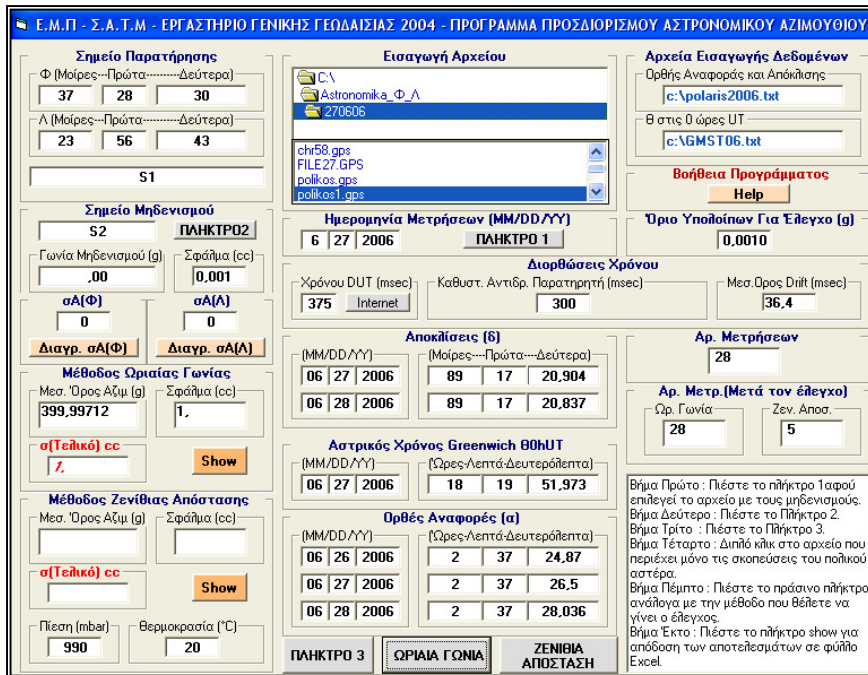 Ε.Μ.Π - Σ.Α.Τ.Μ - ΕΡΓΑΣΤΗΡΙΟ ΓΕΝΙΚΗΣ ΓΕΩΔΑΙΣΙΑΣ 2004 - ΠΡΟΓΡΑΜΜΑ ΠΡΟΣΔΙΟΡΙΣΜΟΥ ΑΣΤΡΟΝΟΜΙΚΟΥ ΑΖΙΜΟΥΘΙΟΥ
Σημείο Παρατήρησης
Φ (Μοίρες---Πρώτα---------Δεύτερα)
37 28 30
Λ (Μοίρες---Πρώτα---------Δεύτερα)
23 56 43
S1
Σημείο Μηδενισμού
S2 ΠΛΗΚΤΡΟ2
Γωνία Μηδενισμού (g) Σφάλμα (cc)
,00 0,001
σΑ(Φ) σΑ(Λ)
0 0
Διαγρ. σΑ(Φ) Διαγρ. σΑ(Λ)
Μέθοδος Ωριαίας Γωνίας
Μεσ. Όρος Αζιμ (g) Σφάλμα (cc)
399,99712 1,
σ(Τελικό) cc
1, Show
Μέθοδος Ζενίθιας Απόστασης
Μεσ. Όρος Αζιμ (g) Σφάλμα (cc)
σ(Τελικό) cc
Show
Πίεση (mbar) Θερμοκρασία (°C)
990 20
Εισαγωγή Αρχείου
C:\
Astronomika_Φ_Λ
270606
chr58.gps
FILE27.GPS
polikos.gps
polikos1.gps
Ημερομηνία Μετρήσεων (MM/DD/YY)
6 27 2006 ΠΛΗΚΤΡΟ 1
Διορθώσεις Χρόνου
Χρόνου DUT (msec) Καθυστ. Αντιδρ. Παρατηρητή (msec) Μεσ.Ορος Drift (msec)
375 Internet 300 36,4
Αποκλίσεις (δ)
(MM/DD/YY) (Μοίρες---Πρώτα---Δεύτερα)
06 27 2006 89 17 20,904
06 28 2006 89 17 20,837
Αστρικός Χρόνος Greenwich Θ0hUT
(MM/DD/YY) (Ώρες-Λεπτά-Δευτερόλεπτα)
06 27 2006 18 19 51,973
Ορθές Αναφορές (α)
(MM/DD/YY) (Ώρες-Λεπτά-Δευτερόλεπτα)
06 26 2006 2 37 24,87
06 27 2006 2 37 26,5
06 28 2006 2 37 28,036
ΠΛΗΚΤΡΟ 3 ΩΡΙΑΙΑ ΓΩΝΙΑ ΖΕΝΙΘΙΑ ΑΠΟΣΤΑΣΗ
Αρχεία Εισαγωγής Δεδομένων
Ορθής Αναφοράς και Απόκλισης
c:\polaris2006.txt
Θ στις 0 ώρες UT
c:\GMST06.txt
Βοήθεια Προγράμματος
Help
Όριο Υπολοίπων Για Έλεγχο (g)
0,0010
Αρ. Μετρήσεων
28
Αρ. Μετρ.(Μετά τον έλεγχο)
Ωρ. Γωνία Ζεν. Αποσ.
28 5
Βήμα Πρώτο : Πιέστε το πλήκτρο 1αφού
επιλεγεί το αρχείο με τους μηδενισμούς.
Βήμα Δεύτερο : Πιέστε το Πλήκτρο 2.
Βήμα Τρίτο : Πιέστε το Πλήκτρο 3.
Βήμα Τέταρτο : Διπλό κλικ στο αρχείο που
περιέχει μόνο τις σκοπεύσεις του πολικού
αστέρα.
Βήμα Πέμπτο : Πιέστε το πράσινο πλήκτρο
ανάλογα με την μέθοδο που θέλετε να
γίνει ο έλεγχος.
Βήμα Έκτο : Πιέστε το πλήκτρο show για
απόδοση των αποτελεσμάτων σε φύλλο
Excel.